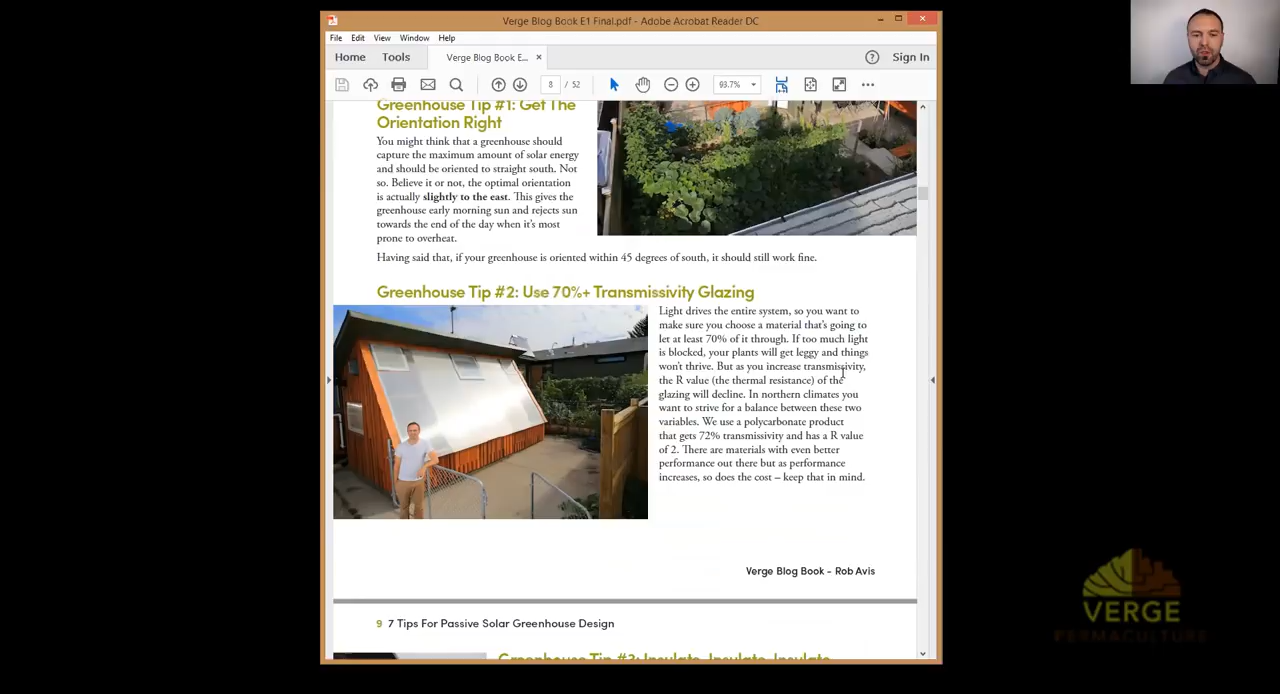 Verge Blog Book E1 Final.pdf - Adobe Acrobat Reader DC
File Edit View Window Help
Home Tools Verge Blog Book E... × Sign In
8 / 52 93.7%
Greenhouse Tip #1: Get The
Orientation Right
You might think that a greenhouse should
capture the maximum amount of solar energy
and should be oriented to straight south. Not
so. Believe it or not, the optimal orientation
is actually slightly to the east. This gives the
greenhouse early morning sun and rejects sun
towards the end of the day when it's most
prone to overheat.
Having said that, if your greenhouse is oriented within 45 degrees of south, it should still work fine.
Greenhouse Tip #2: Use 70%+ Transmissivity Glazing
Light drives the entire system, so you want to
make sure you choose a material that's going to
let at least 70% of it through. If too much light
is blocked, your plants will get leggy and things
won't thrive. But as you increase transmissivity,
the R value (the thermal resistance) of the
glazing will decline. In northern climates you
want to strive for a balance between these two
variables. We use a polycarbonate product
that gets 72% transmissivity and has a R value
of 2. There are materials with even better
performance out there but as performance
increases, so does the cost – keep that in mind.
Verge Blog Book - Rob Avis
9 7 Tips For Passive Solar Greenhouse Design
Greenhouse Tip #3: Insulate, Insulate, Insulate
VERGE
PERMACULTURE